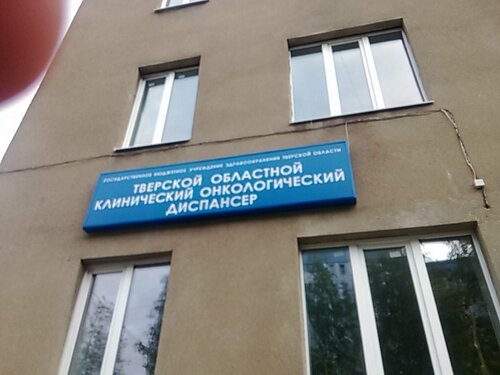 ГОСУДАРСТВЕННОЕ БЮДЖЕТНОЕ УЧРЕЖДЕНИЕ ЗДРАВООХРАНЕНИЯ ТВЕРСКОЙ ОБЛАСТИ
ТВЕРСКОЙ ОБЛАСТНОЙ
КЛИНИЧЕСКИЙ ОНКОЛОГИЧЕСКИЙ
ДИСПАНСЕР